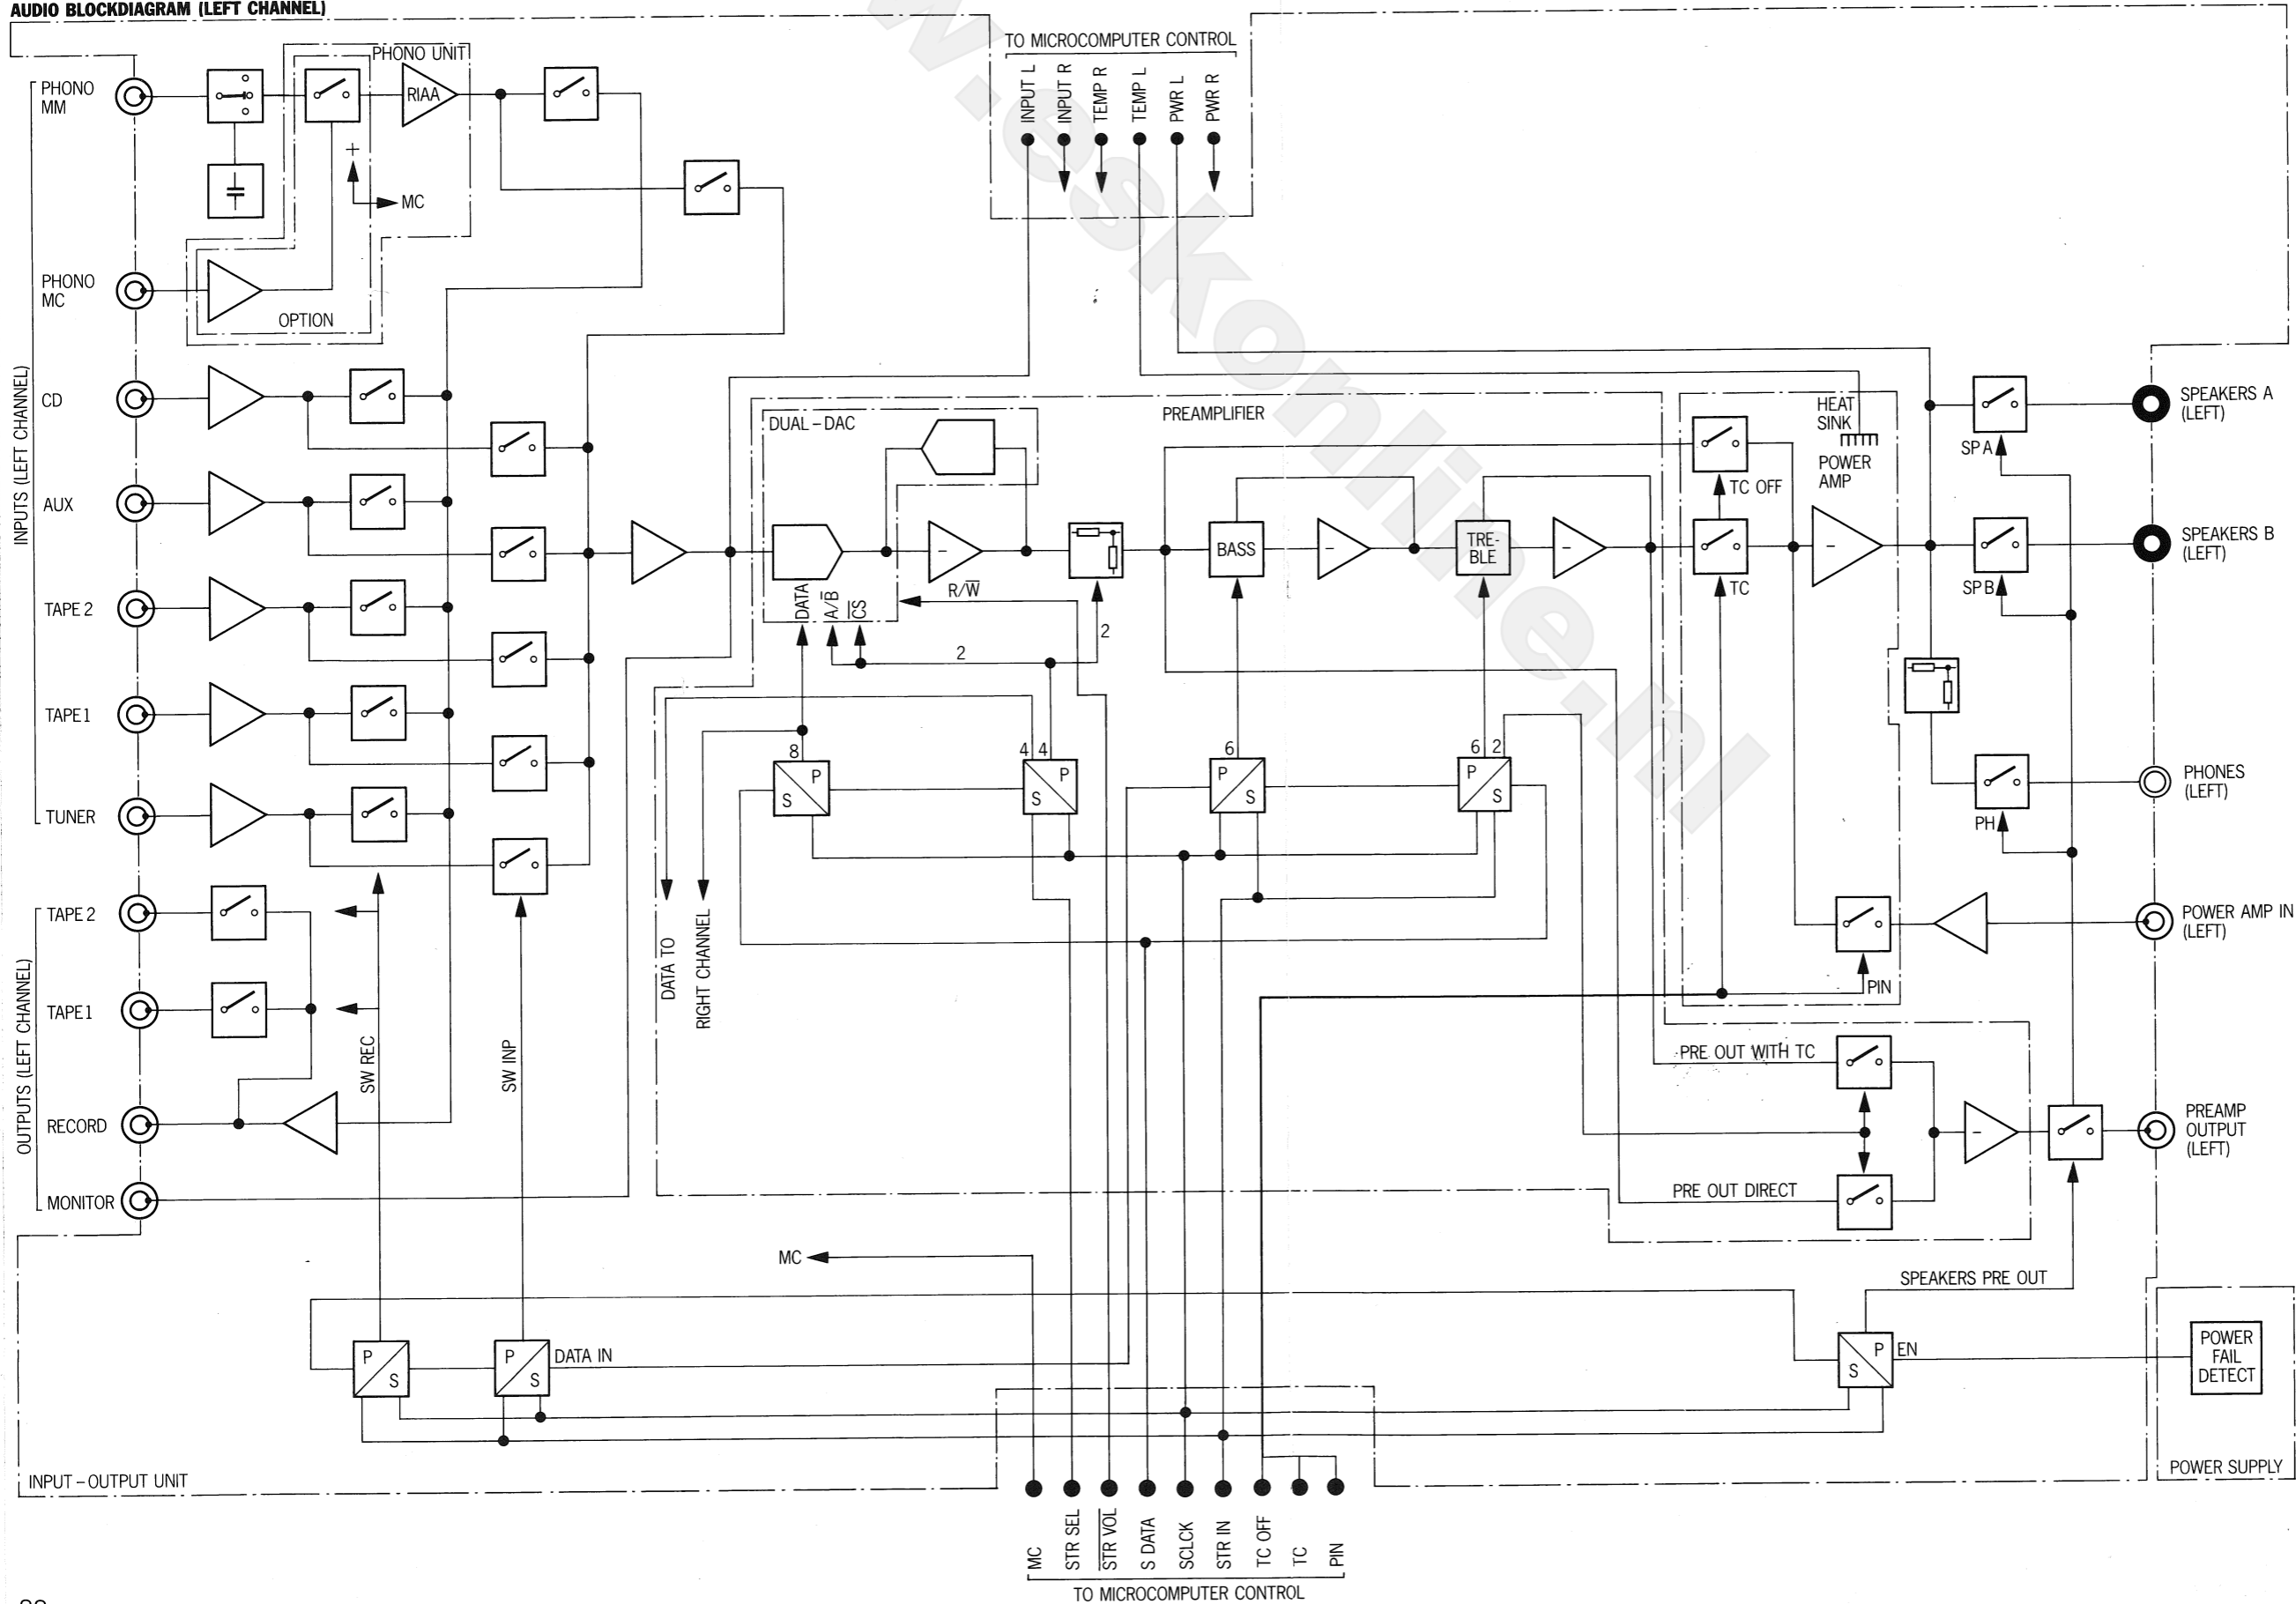 AUDIO BLOCKDIAGRAM (LEFT CHANNEL)
TO MICROCOMPUTER CONTROL
INPUT L
INPUT R
TEMP R
TEMP L
PWR L
PWR R
INPUTS (LEFT CHANNEL)
PHONO
MM
PHONO UNIT
RIAA
+
MC
PHONO
MC
OPTION
CD
AUX
TAPE 2
TAPE 1
TUNER
OUTPUTS (LEFT CHANNEL)
TAPE 2
TAPE 1
RECORD
MONITOR
SW REC
SW INP
DUAL-DAC
PREAMPLIFIER
DATA
A/B
CS
R/W
2
2
-
BASS
-
TRE-
BLE
-
TC OFF
TC
HEAT
SINK
POWER
AMP
-
SP A
SP B
PH
SPEAKERS A
(LEFT)
SPEAKERS B
(LEFT)
PHONES
(LEFT)
POWER AMP IN
(LEFT)
PREAMP
OUTPUT
(LEFT)
8
P
S
4 4
P
S
6
P
S
6 2
P
S
DATA TO
RIGHT CHANNEL
PIN
PRE OUT WITH TC
-
PRE OUT DIRECT
MC
SPEAKERS PRE OUT
P
S
P
S
DATA IN
P
S
EN
POWER
FAIL
DETECT
POWER SUPPLY
INPUT-OUTPUT UNIT
MC
STR SEL
STR VOL
S DATA
SCLCK
STR IN
TC OFF
TC
PIN
TO MICROCOMPUTER CONTROL
w.eskonline.nl